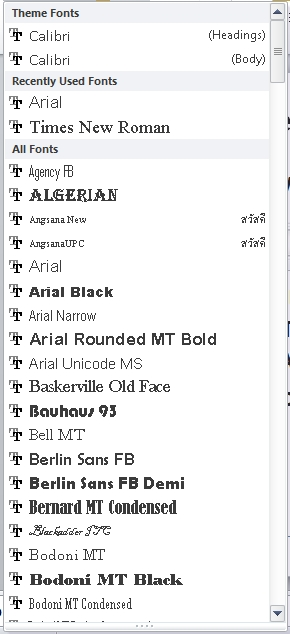 Theme Fonts
Calibri (Headings)
Calibri (Body)
Recently Used Fonts
Arial
Times New Roman
All Fonts
Agency FB
ALGERIAN
Angsana New สวัสดี
AngsanaUPC สวัสดี
Arial
Arial Black
Arial Narrow
Arial Rounded MT Bold
Arial Unicode MS
Baskerville Old Face
Bauhaus 93
Bell MT
Berlin Sans FB
Berlin Sans FB Demi
Bernard MT Condensed
Blackadder ITC
Bodoni MT
Bodoni MT Black
Bodoni MT Condensed